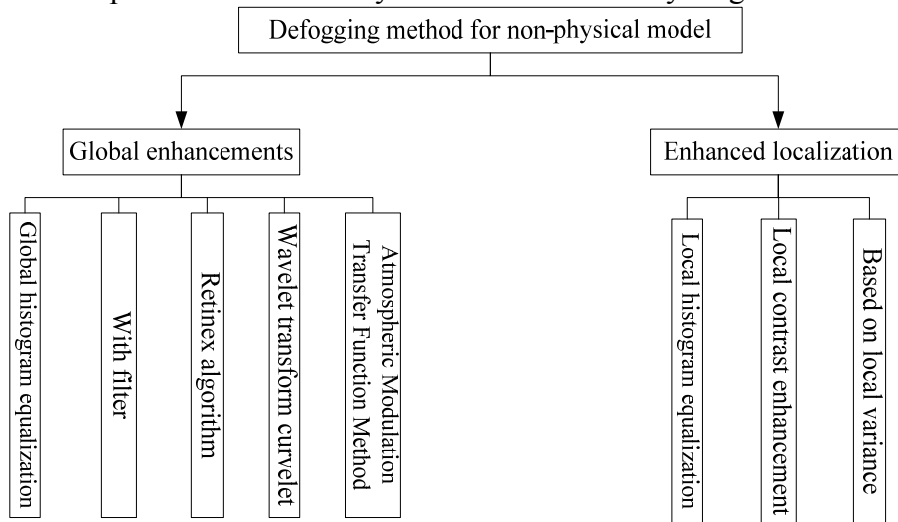 Defogging method for non-physical model
Global enhancements
Enhanced localization
Global histogram equalization
With filter
Retinex algorithm
Wavelet transform curvelet
Atmospheric Modulation
Transfer Function Method
Local histogram equalization
Local contrast enhancement
Based on local variance